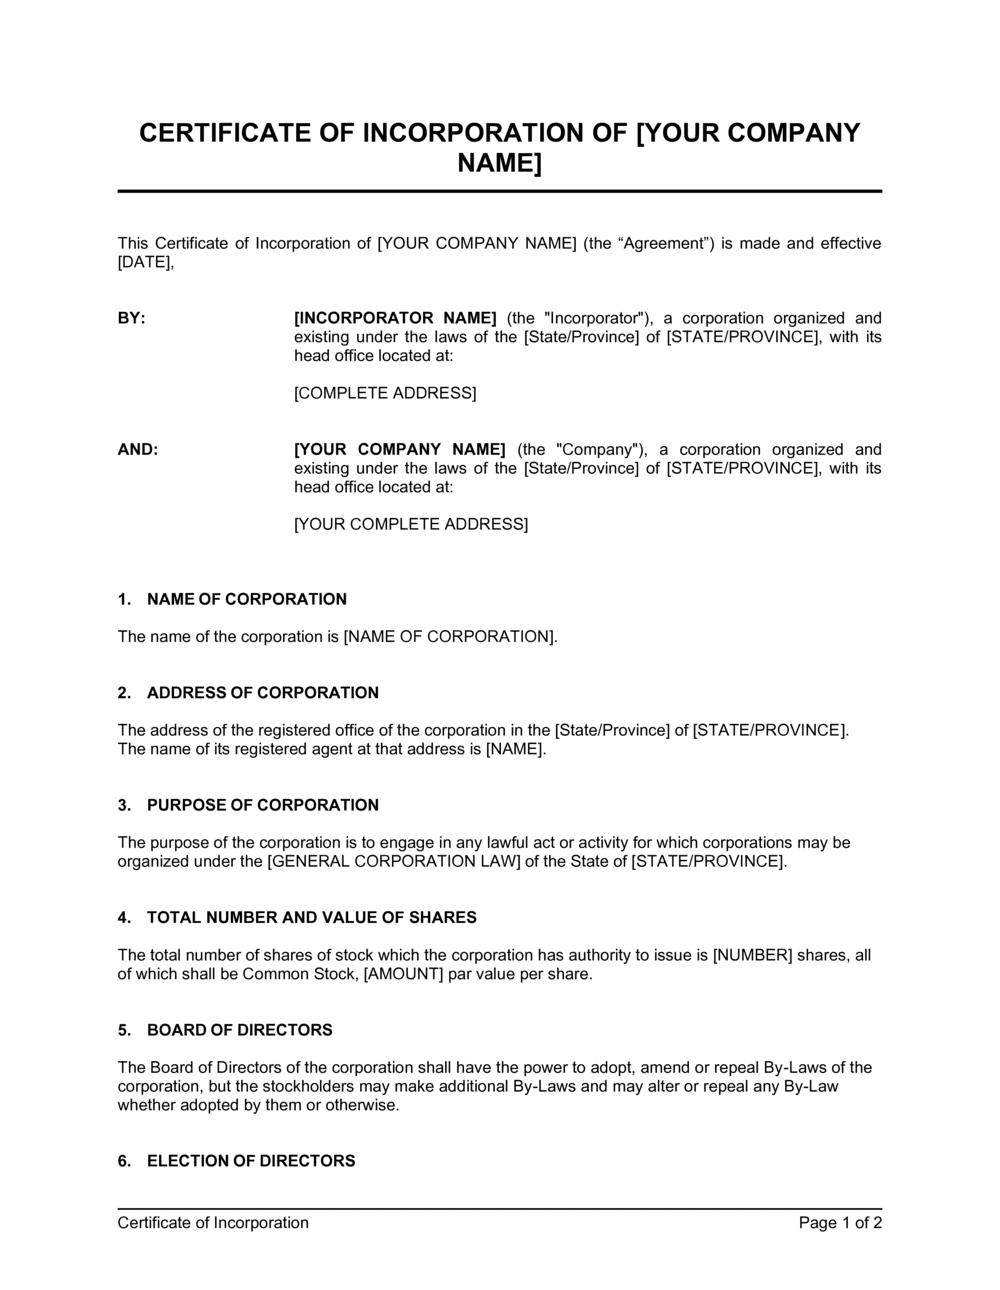 CERTIFICATE OF INCORPORATION OF [YOUR COMPANY
NAME]
This Certificate of Incorporation of [YOUR COMPANY NAME] (the “Agreement”) is made and effective
[DATE],
BY:
[INCORPORATOR NAME] (the "Incorporator"), a corporation organized and
existing under the laws of the [State/Province] of [STATE/PROVINCE], with its
head office located at:
[COMPLETE ADDRESS]
AND:
[YOUR COMPANY NAME] (the "Company"), a corporation organized and
existing under the laws of the [State/Province] of [STATE/PROVINCE], with its
head office located at:
[YOUR COMPLETE ADDRESS]
1. NAME OF CORPORATION
The name of the corporation is [NAME OF CORPORATION].
2. ADDRESS OF CORPORATION
The address of the registered office of the corporation in the [State/Province] of [STATE/PROVINCE].
The name of its registered agent at that address is [NAME].
3. PURPOSE OF CORPORATION
The purpose of the corporation is to engage in any lawful act or activity for which corporations may be
organized under the [GENERAL CORPORATION LAW] of the State of [STATE/PROVINCE].
4. TOTAL NUMBER AND VALUE OF SHARES
The total number of shares of stock which the corporation has authority to issue is [NUMBER] shares, all
of which shall be Common Stock, [AMOUNT] par value per share.
5. BOARD OF DIRECTORS
The Board of Directors of the corporation shall have the power to adopt, amend or repeal By-Laws of the
corporation, but the stockholders may make additional By-Laws and may alter or repeal any By-Law
whether adopted by them or otherwise.
6. ELECTION OF DIRECTORS
Certificate of Incorporation
Page 1 of 2